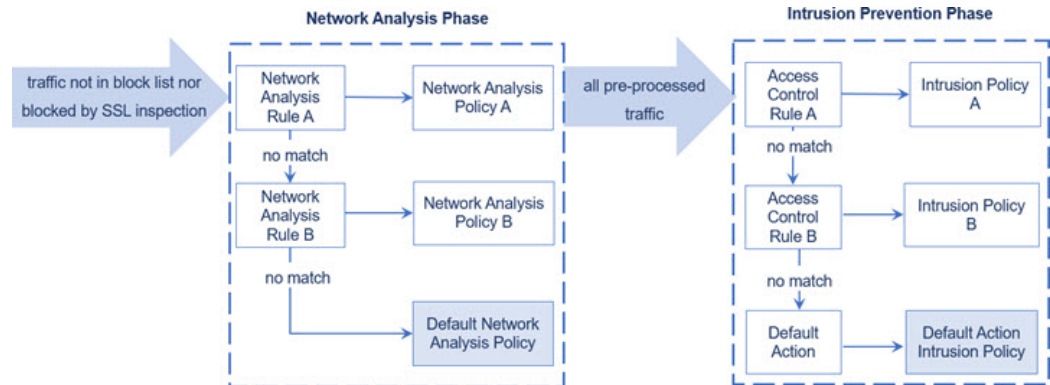 Network Analysis Phase
traffic not in block list nor
blocked by SSL inspection
Network
Analysis
Rule A
Network Analysis
Policy A
no match
Network
Analysis
Rule B
Network Analysis
Policy B
no match
Default Network
Analysis Policy
all pre-processed
traffic
Intrusion Prevention Phase
Access
Control
Rule A
Intrusion Policy
A
no match
Access
Control
Rule B
Intrusion Policy
B
no match
Default
Action
Default Action
Intrusion Policy